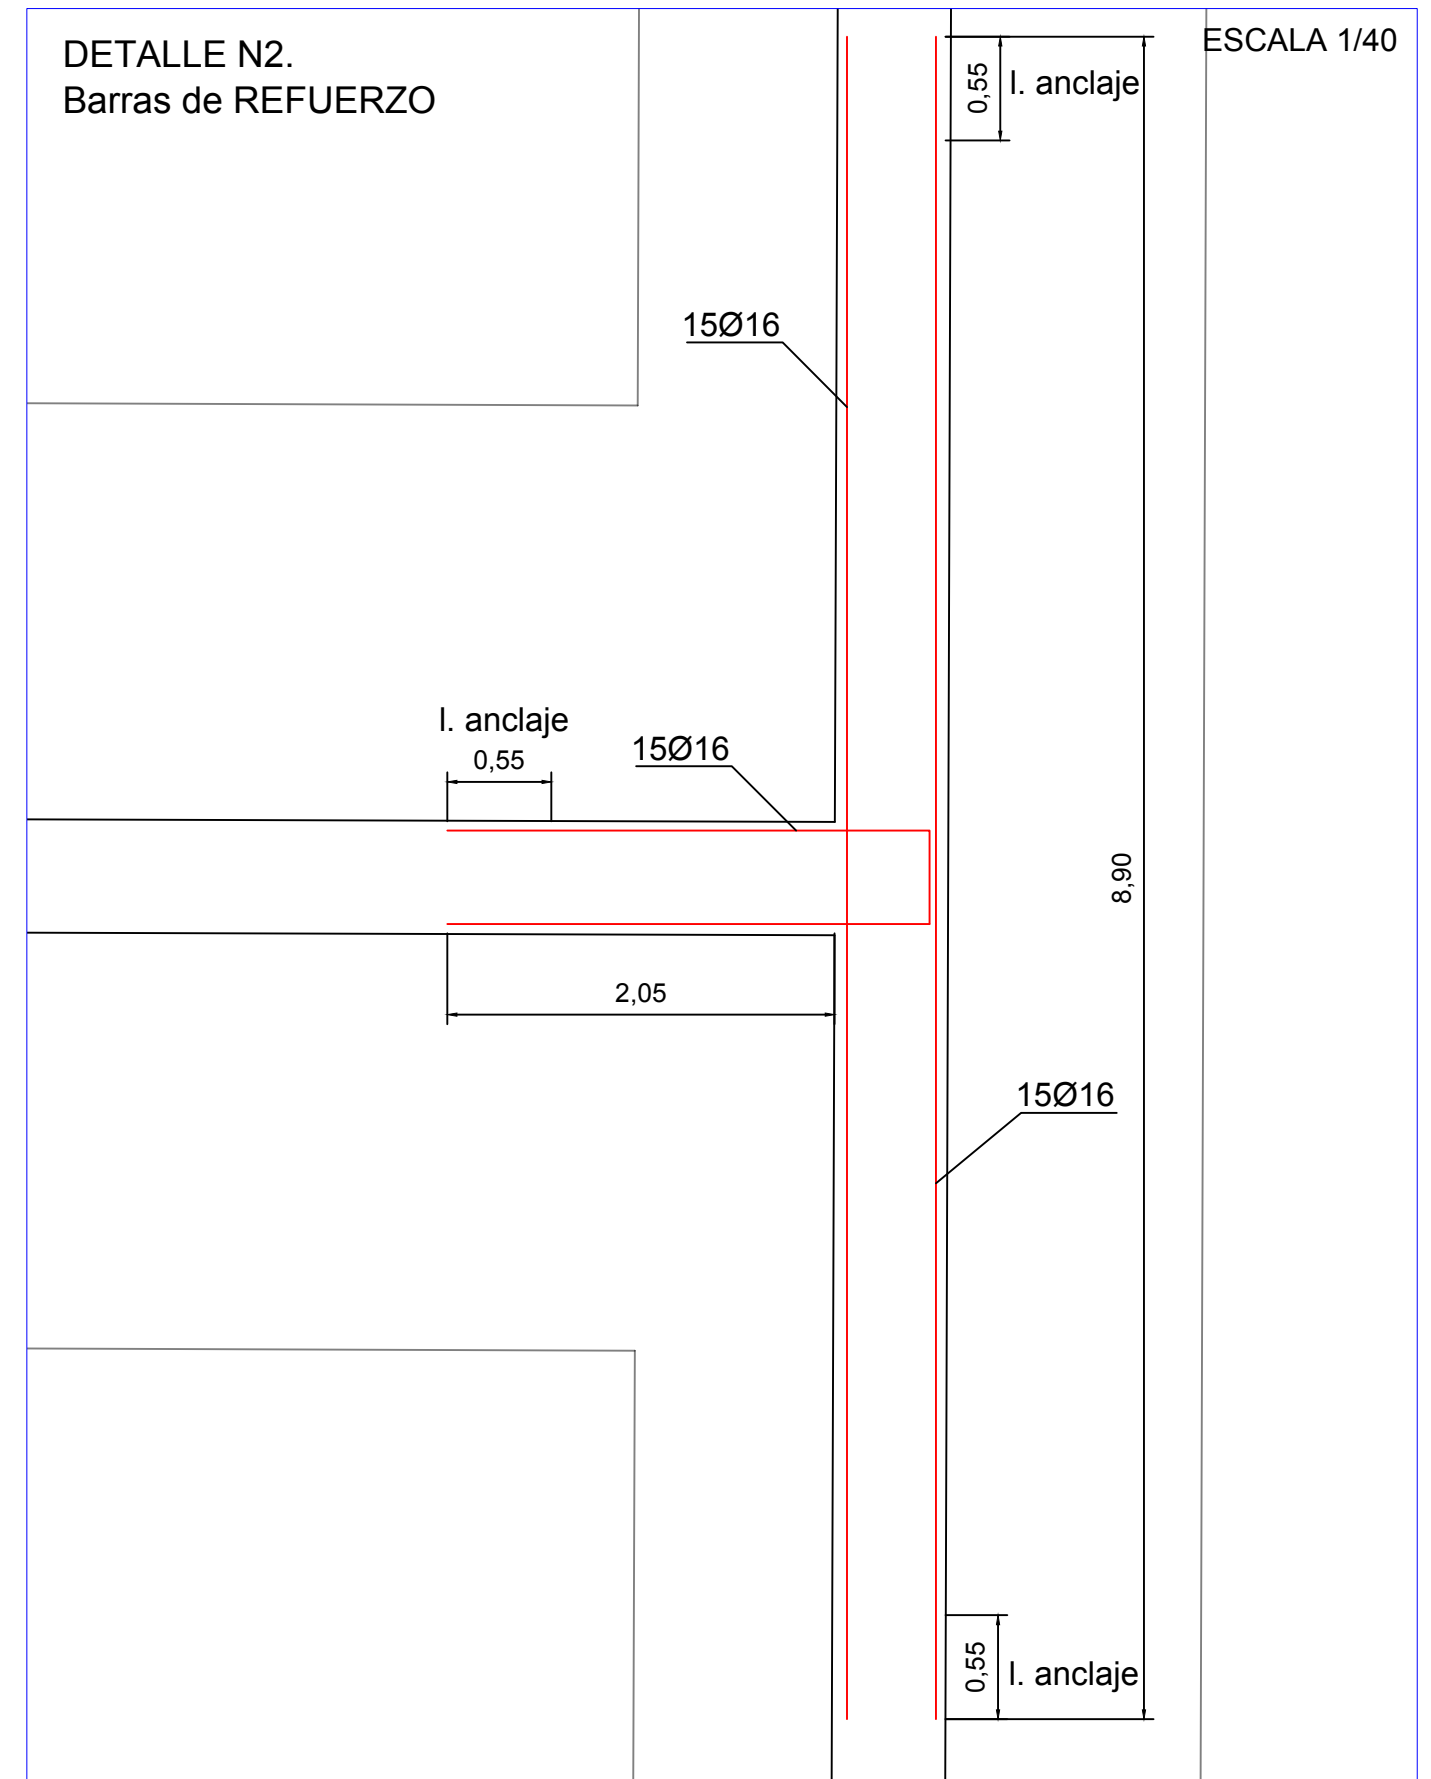 DETALLE N2.
Barras de REFUERZO
ESCALA 1/40
0,55
l. anclaje
15Ø16
l. anclaje
0,55
15Ø16
8,90
2,05
15Ø16
0,55
l. anclaje